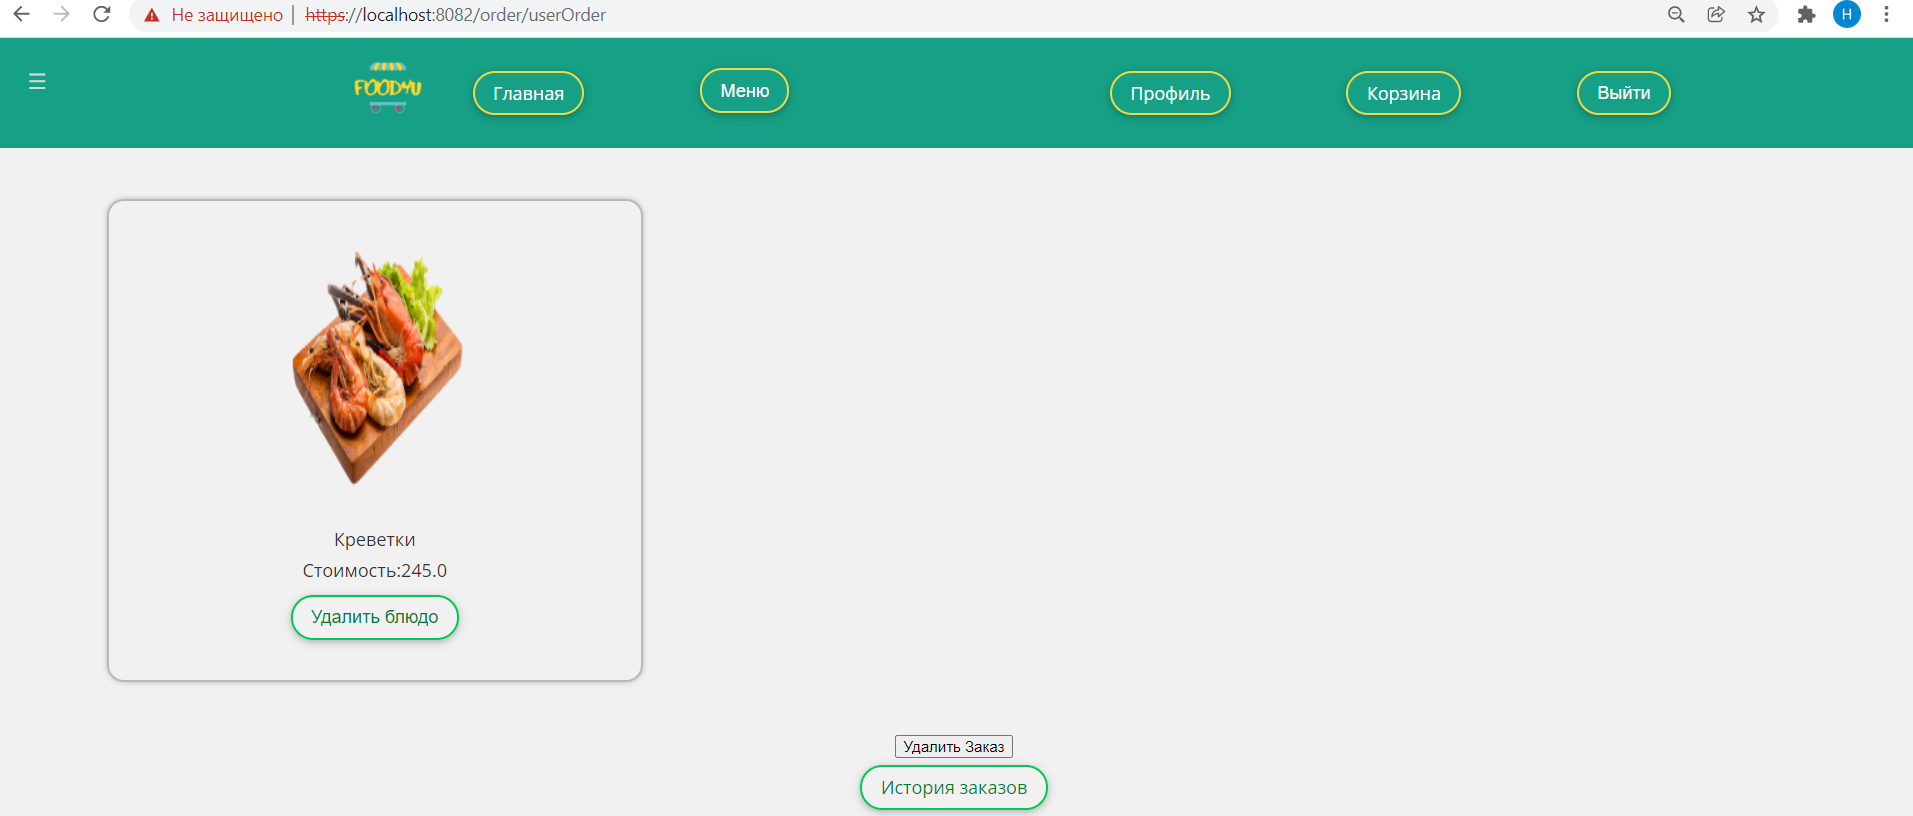 Не защищено https://localhost:8082/order/userOrder
H
FOOD4U
Главная
Меню
Профиль
Корзина
Выйти
Креветки
Стоимость:245.0
Удалить блюдо
Удалить Заказ
История заказов